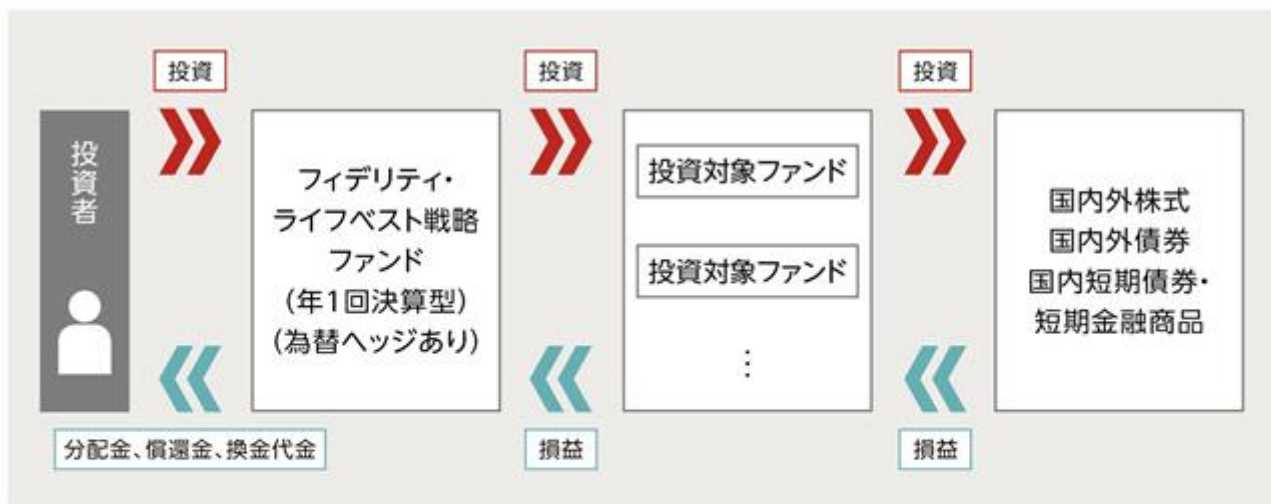 投資
投資
投資
投資者
フィデリティ・
ライフベスト戦略
ファンド
(年1回決算型)
(為替ヘッジあり)
投資対象ファンド
投資対象ファンド
⋮
国内外株式
国内外債券
国内短期債券・
短期金融商品
分配金、償還金、換金代金
損益
損益